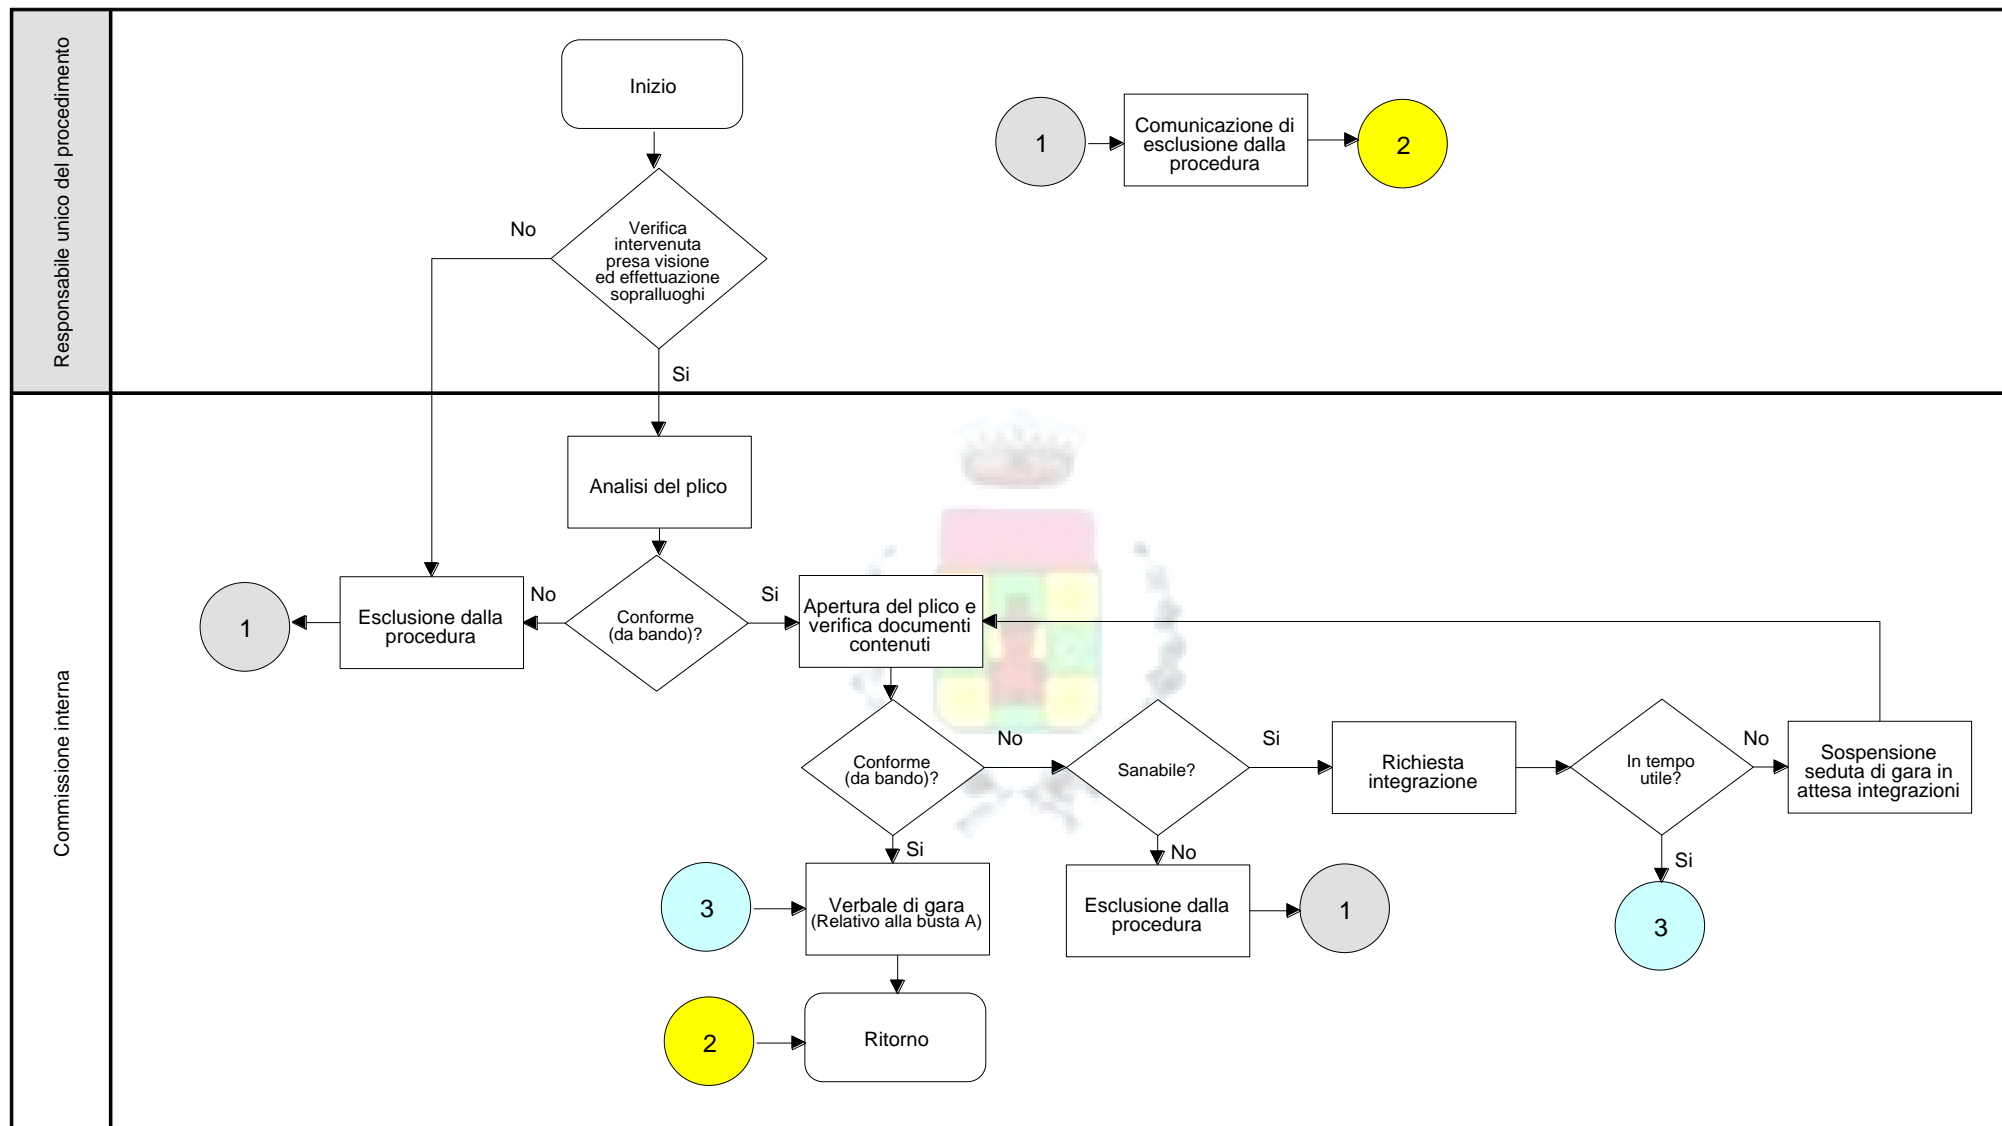 Responsabile unico del procedimento
Inizio
1
Comunicazione di
esclusione dalla
procedura
2
No
Verifica
intervenuta
presa visione
ed effettuazione
sopralluoghi
Si
Commissione interna
Analisi del plico
1
Esclusione dalla
procedura
No
Conforme
(da bando)?
Si
Apertura del plico e
verifica documenti
contenuti
Conforme
(da bando)?
No
Sanabile?
Si
Richiesta
integrazione
In tempo
utile?
No
Sospensione
seduta di gara in
attesa integrazioni
Si
No
Si
3
Verbale di gara
(Relativo alla busta A)
Esclusione dalla
procedura
1
3
2
Ritorno